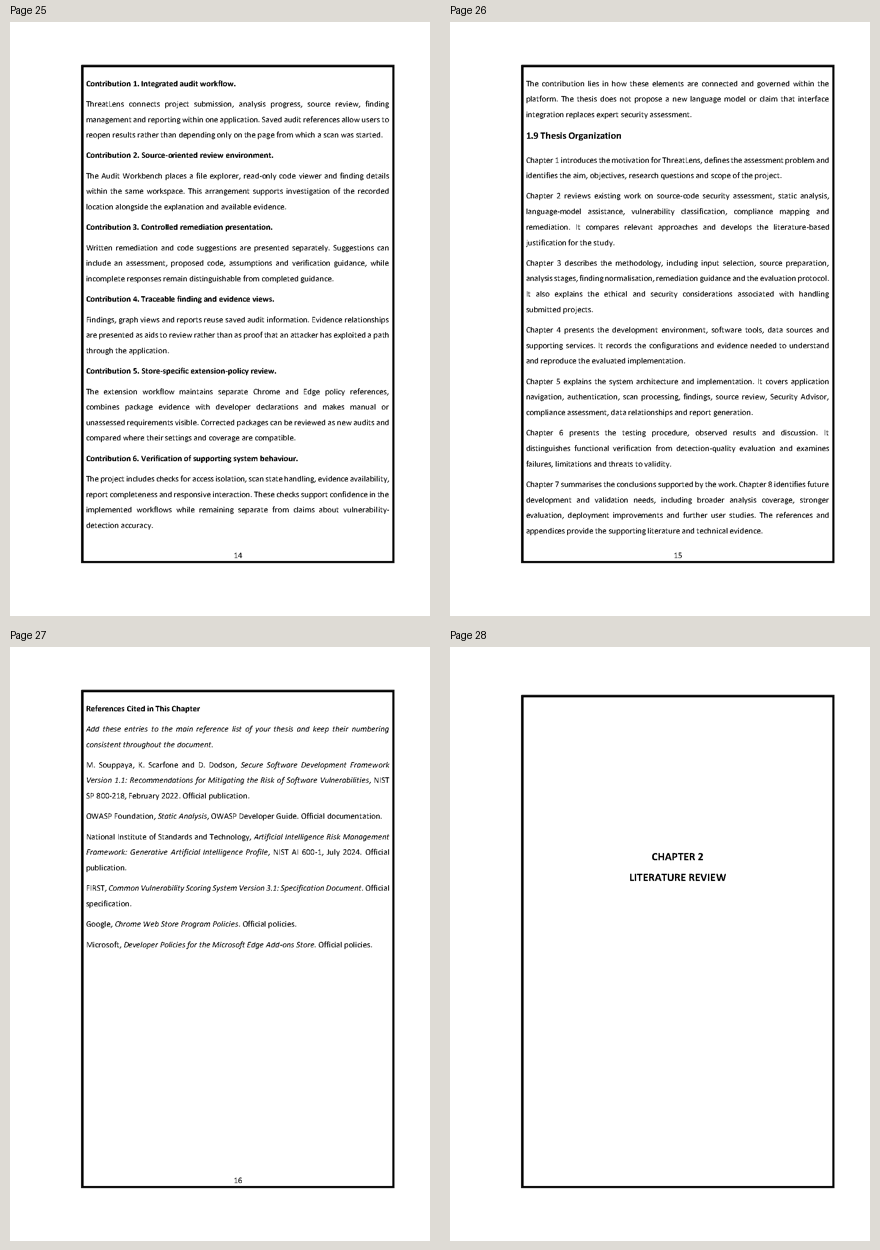 Page 25
Contribution 1. Integrated audit workflow.
ThreatLens connects project submission, analysis progress, source review, finding
management and reporting within one application. Saved audit references allow users to
reopen results rather than depending only on the page from which a scan was started.
Contribution 2. Source-oriented review environment.
The Audit Workbench places a file explorer, read-only code viewer and finding details
within the same workspace. This arrangement supports investigation of the recorded
location alongside the explanation and available evidence.
Contribution 3. Controlled remediation presentation.
Written remediation and code suggestions are presented separately. Suggestions can
include an assessment, proposed code, assumptions and verification guidance, while
incomplete responses remain distinguishable from completed guidance.
Contribution 4. Traceable finding and evidence views.
Findings, graph views and reports reuse saved audit information. Evidence relationships
are presented as aids to review rather than as proof that an attacker has exploited a path
through the application.
Contribution 5. Store-specific extension-policy review.
The extension workflow maintains separate Chrome and Edge policy references,
combines package evidence with developer declarations and makes manual or
unassessed requirements visible. Corrected packages can be reviewed as new audits and
compared where their settings and coverage are compatible.
Contribution 6. Verification of supporting system behaviour.
The project includes checks for access isolation, scan state handling, evidence availability,
report completeness and responsive interaction. These checks support confidence in the
implemented workflows while remaining separate from claims about vulnerability-
detection accuracy.
14
Page 26
The contribution lies in how these elements are connected and governed within the
platform. The thesis does not propose a new language model or claim that interface
integration replaces expert security assessment.
1.9 Thesis Organization
Chapter 1 introduces the motivation for ThreatLens, defines the assessment problem and
identifies the aim, objectives, research questions and scope of the project.
Chapter 2 reviews existing work on source-code security assessment, static analysis,
language-model assistance, vulnerability classification, compliance mapping and
remediation. It compares relevant approaches and develops the literature-based
justification for the study.
Chapter 3 describes the methodology, including input selection, source preparation,
analysis stages, finding normalisation, remediation guidance and the evaluation protocol.
It also explains the ethical and security considerations associated with handling
submitted projects.
Chapter 4 presents the development environment, software tools, data sources and
supporting services. It records the configurations and evidence needed to understand
and reproduce the evaluated implementation.
Chapter 5 explains the system architecture and implementation. It covers application
navigation, authentication, scan processing, findings, source review, Security Advisor,
compliance assessment, data relationships and report generation.
Chapter 6 presents the testing procedure, observed results and discussion. It
distinguishes functional verification from detection-quality evaluation and examines
failures, limitations and threats to validity.
Chapter 7 summarises the conclusions supported by the work. Chapter 8 identifies future
development and validation needs, including broader analysis coverage, stronger
evaluation, deployment improvements and further user studies. The references and
appendices provide the supporting literature and technical evidence.
15
Page 27
References Cited in This Chapter
Add these entries to the main reference list of your thesis and keep their numbering
consistent throughout the document.
M. Souppaya, K. Scarfone and D. Dodson, Secure Software Development Framework
Version 1.1: Recommendations for Mitigating the Risk of Software Vulnerabilities, NIST
SP 800-218, February 2022. Official publication.
OWASP Foundation, Static Analysis, OWASP Developer Guide. Official documentation.
National Institute of Standards and Technology, Artificial Intelligence Risk Management
Framework: Generative Artificial Intelligence Profile, NIST AI 600-1, July 2024. Official
publication.
FIRST, Common Vulnerability Scoring System Version 3.1: Specification Document. Official
specification.
Google, Chrome Web Store Program Policies. Official policies.
Microsoft, Developer Policies for the Microsoft Edge Add-ons Store. Official policies.
16
Page 28
CHAPTER 2
LITERATURE REVIEW